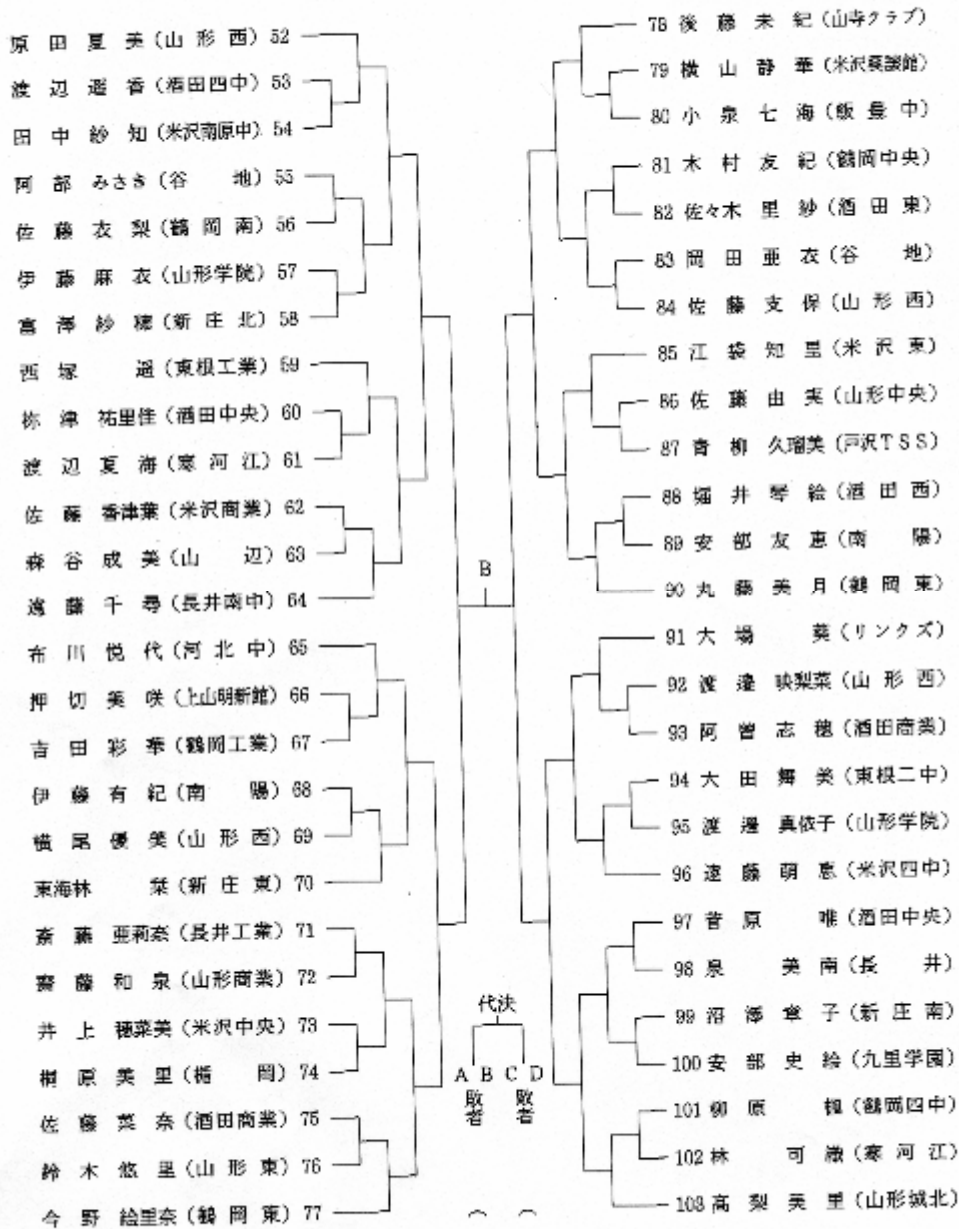 原田夏美(山形西) 52
渡辺遥香(酒田四中) 53
田中紗知(米沢南原中) 54
阿部みさき(谷地) 55
佐藤衣梨(鶴岡南) 56
伊藤麻衣(山形学院) 57
富澤紗穂(新庄北) 58
西塚遥(東根工業) 59
祢津祐里佳(酒田中央) 60
渡辺夏海(寒河江) 61
佐藤香津葉(米沢商業) 62
森谷成美(山辺) 63
遠藤千尋(長井南中) 64
布川悦代(河北中) 65
押切美咲(上山明新館) 66
吉田彩華(鶴岡工業) 67
伊藤有紀(南陽) 68
横尾優美(山形西) 69
東海林栞(新庄東) 70
斎藤亜莉奈(長井工業) 71
齋藤和泉(山形商業) 72
井上穂菜美(米沢中央) 73
楯原美里(楯岡) 74
佐藤菜奈(酒田商業) 75
鈴木悠里(山形東) 76
今野絵里奈(鶴岡東) 77
B
代決
A B C D
敗者 敗者
78 後藤未紀(山寺クラブ)
79 横山静華(米沢興譲館)
80 小泉七海(飯豊中)
81 木村友紀(鶴岡中央)
82 佐々木里紗(酒田東)
83 岡田亜衣(谷地)
84 佐藤支保(山形西)
85 江袋知里(米沢東)
86 佐藤由実(山形中央)
87 青柳久瑠美(戸沢TSS)
88 堀井琴絵(酒田西)
89 安部友恵(南陽)
90 丸藤美月(鶴岡東)
91 大場葵(リンクズ)
92 渡邉映梨菜(山形西)
93 阿曽志穂(酒田商業)
94 大田舞美(東根二中)
95 渡邊真依子(山形学院)
96 遠藤萌恵(米沢四中)
97 菅原唯(酒田中央)
98 泉美南(長井)
99 沼澤章子(新庄南)
100 安部史絵(九里学園)
101 柳原楓(鶴岡四中)
102 林可織(寒河江)
103 高梨美里(山形城北)